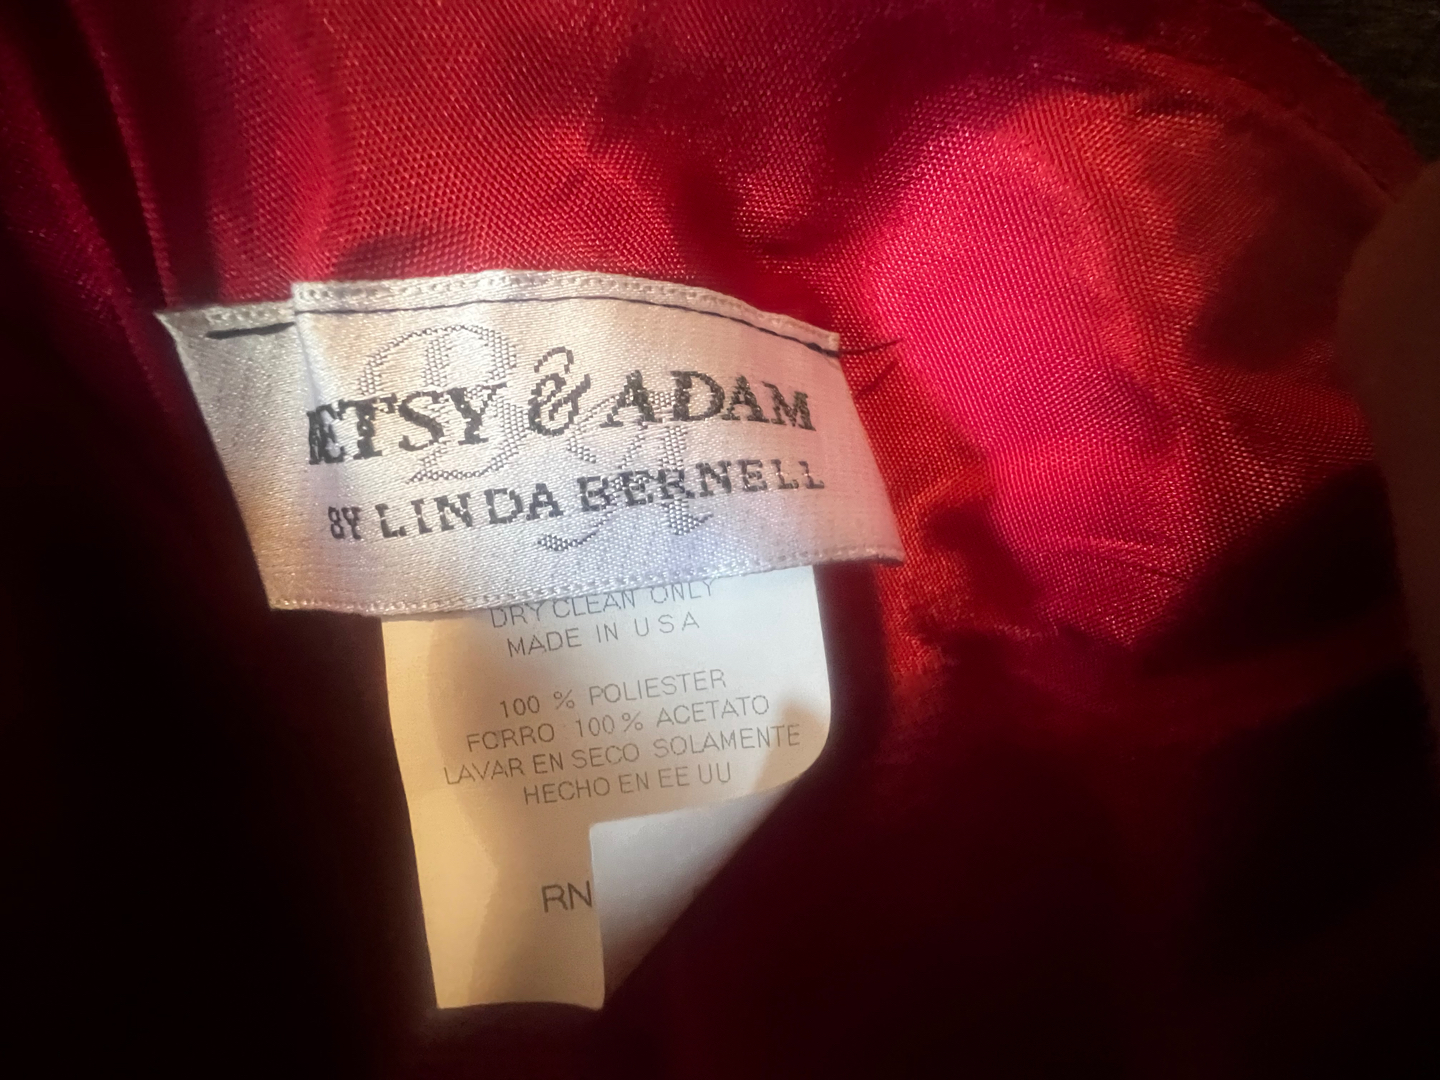 ETSY & ADAM
BY LINDA BERNELL
DRY CLEAN ONLY
MADE IN USA
100 % POLIESTER
FORRO 100% ACETATO
LAVAR EN SECO SOLAMENTE
HECHO EN EE UU
RN